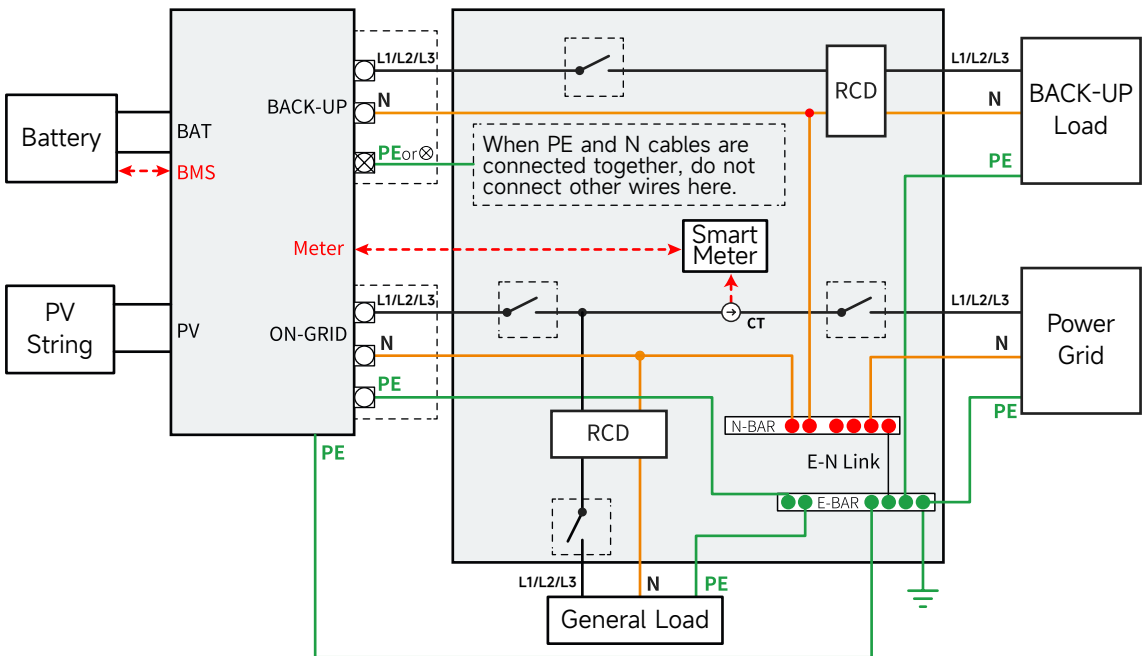 L1/L2/L3
L1/L2/L3
RCD
BACK-UP
Load
BACK-UP
N
N
Battery
BAT
BMS
PEor⊗
When PE and N cables are
connected together, do not
connect other wires here.
PE
Meter
Smart
Meter
PV
String
PV
ON-GRID
L1/L2/L3
CT
L1/L2/L3
Power
Grid
N
N
PE
PE
RCD
N-BAR
PE
E-N Link
E-BAR
L1/L2/L3
N
PE
General Load